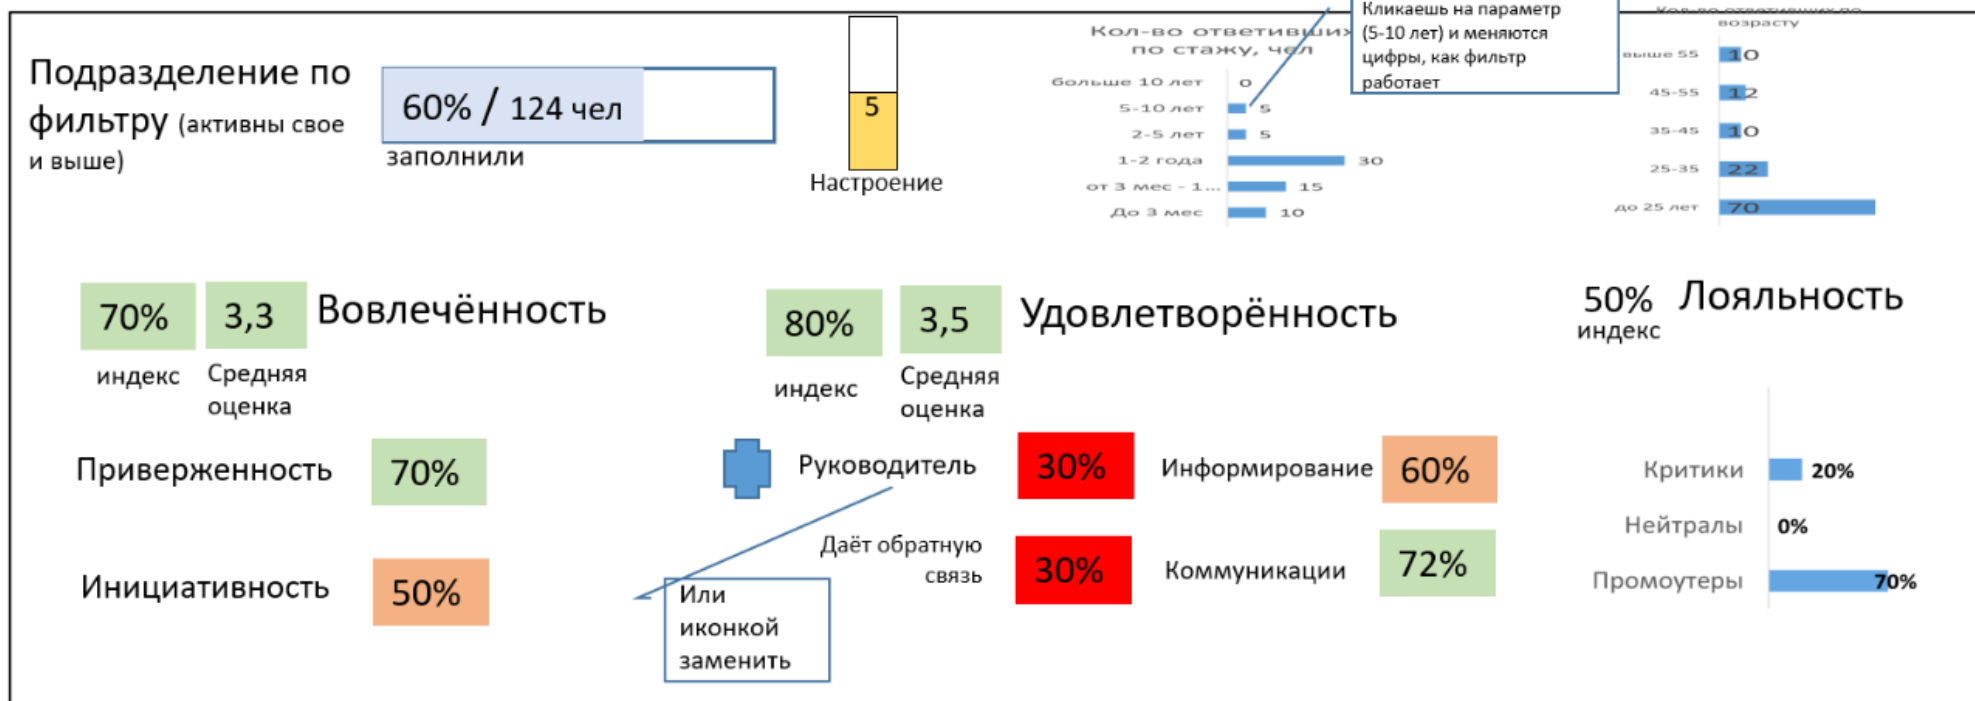 Подразделение по
фильтру (активны свое
и выше)
60% / 124 чел
заполнили
5
Настроение
Кол-во ответивших
по стажу, чел
больше 10 лет 0
5-10 лет 5
2-5 лет 5
1-2 года 30
от 3 мес - 1... 15
До 3 мес 10
Кликаешь на параметр
(5-10 лет) и меняются
цифры, как фильтр
работает
Кол-во ответивших по
возрасту
выше 55 10
45-55 12
35-45 10
25-35 22
до 25 лет 70
70% 3,3 Вовлечённость
индекс Средняя
оценка
Приверженность 70%
Инициативность 50%
80% 3,5 Удовлетворённость
индекс Средняя
оценка
Руководитель 30% Информирование 60%
Даёт обратную
связь 30% Коммуникации 72%
Или
иконкой
заменить
50% Лояльность
индекс
Критики 20%
Нейтралы 0%
Промоутеры 70%